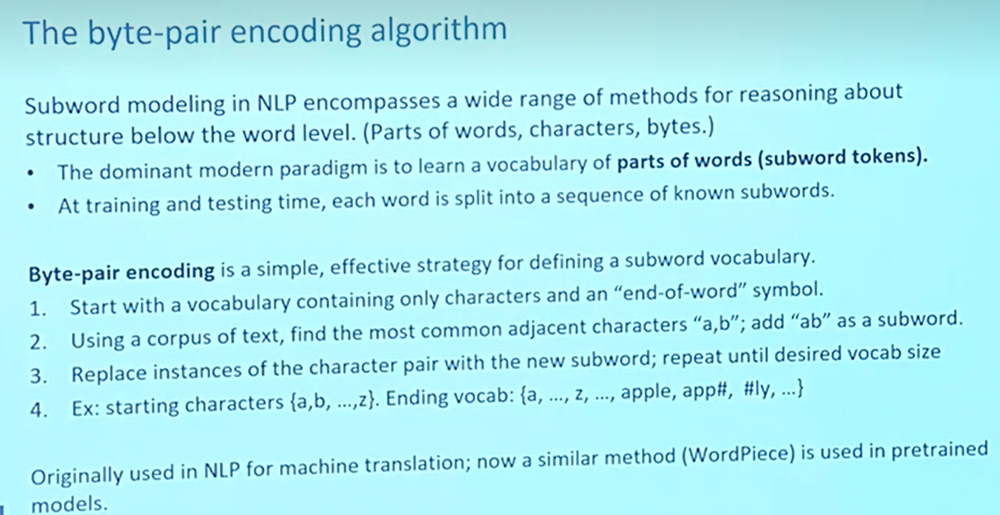 The byte-pair encoding algorithm
Subword modeling in NLP encompasses a wide range of methods for reasoning about
structure below the word level. (Parts of words, characters, bytes.)
• The dominant modern paradigm is to learn a vocabulary of parts of words (subword tokens).
• At training and testing time, each word is split into a sequence of known subwords.
Byte-pair encoding is a simple, effective strategy for defining a subword vocabulary.
1. Start with a vocabulary containing only characters and an “end-of-word” symbol.
2. Using a corpus of text, find the most common adjacent characters “a,b”; add “ab” as a subword.
3. Replace instances of the character pair with the new subword; repeat until desired vocab size
4. Ex: starting characters {a,b, …,z}. Ending vocab: {a, …, z, …, apple, app#, #ly, …}
Originally used in NLP for machine translation; now a similar method (WordPiece) is used in pretrained
models.